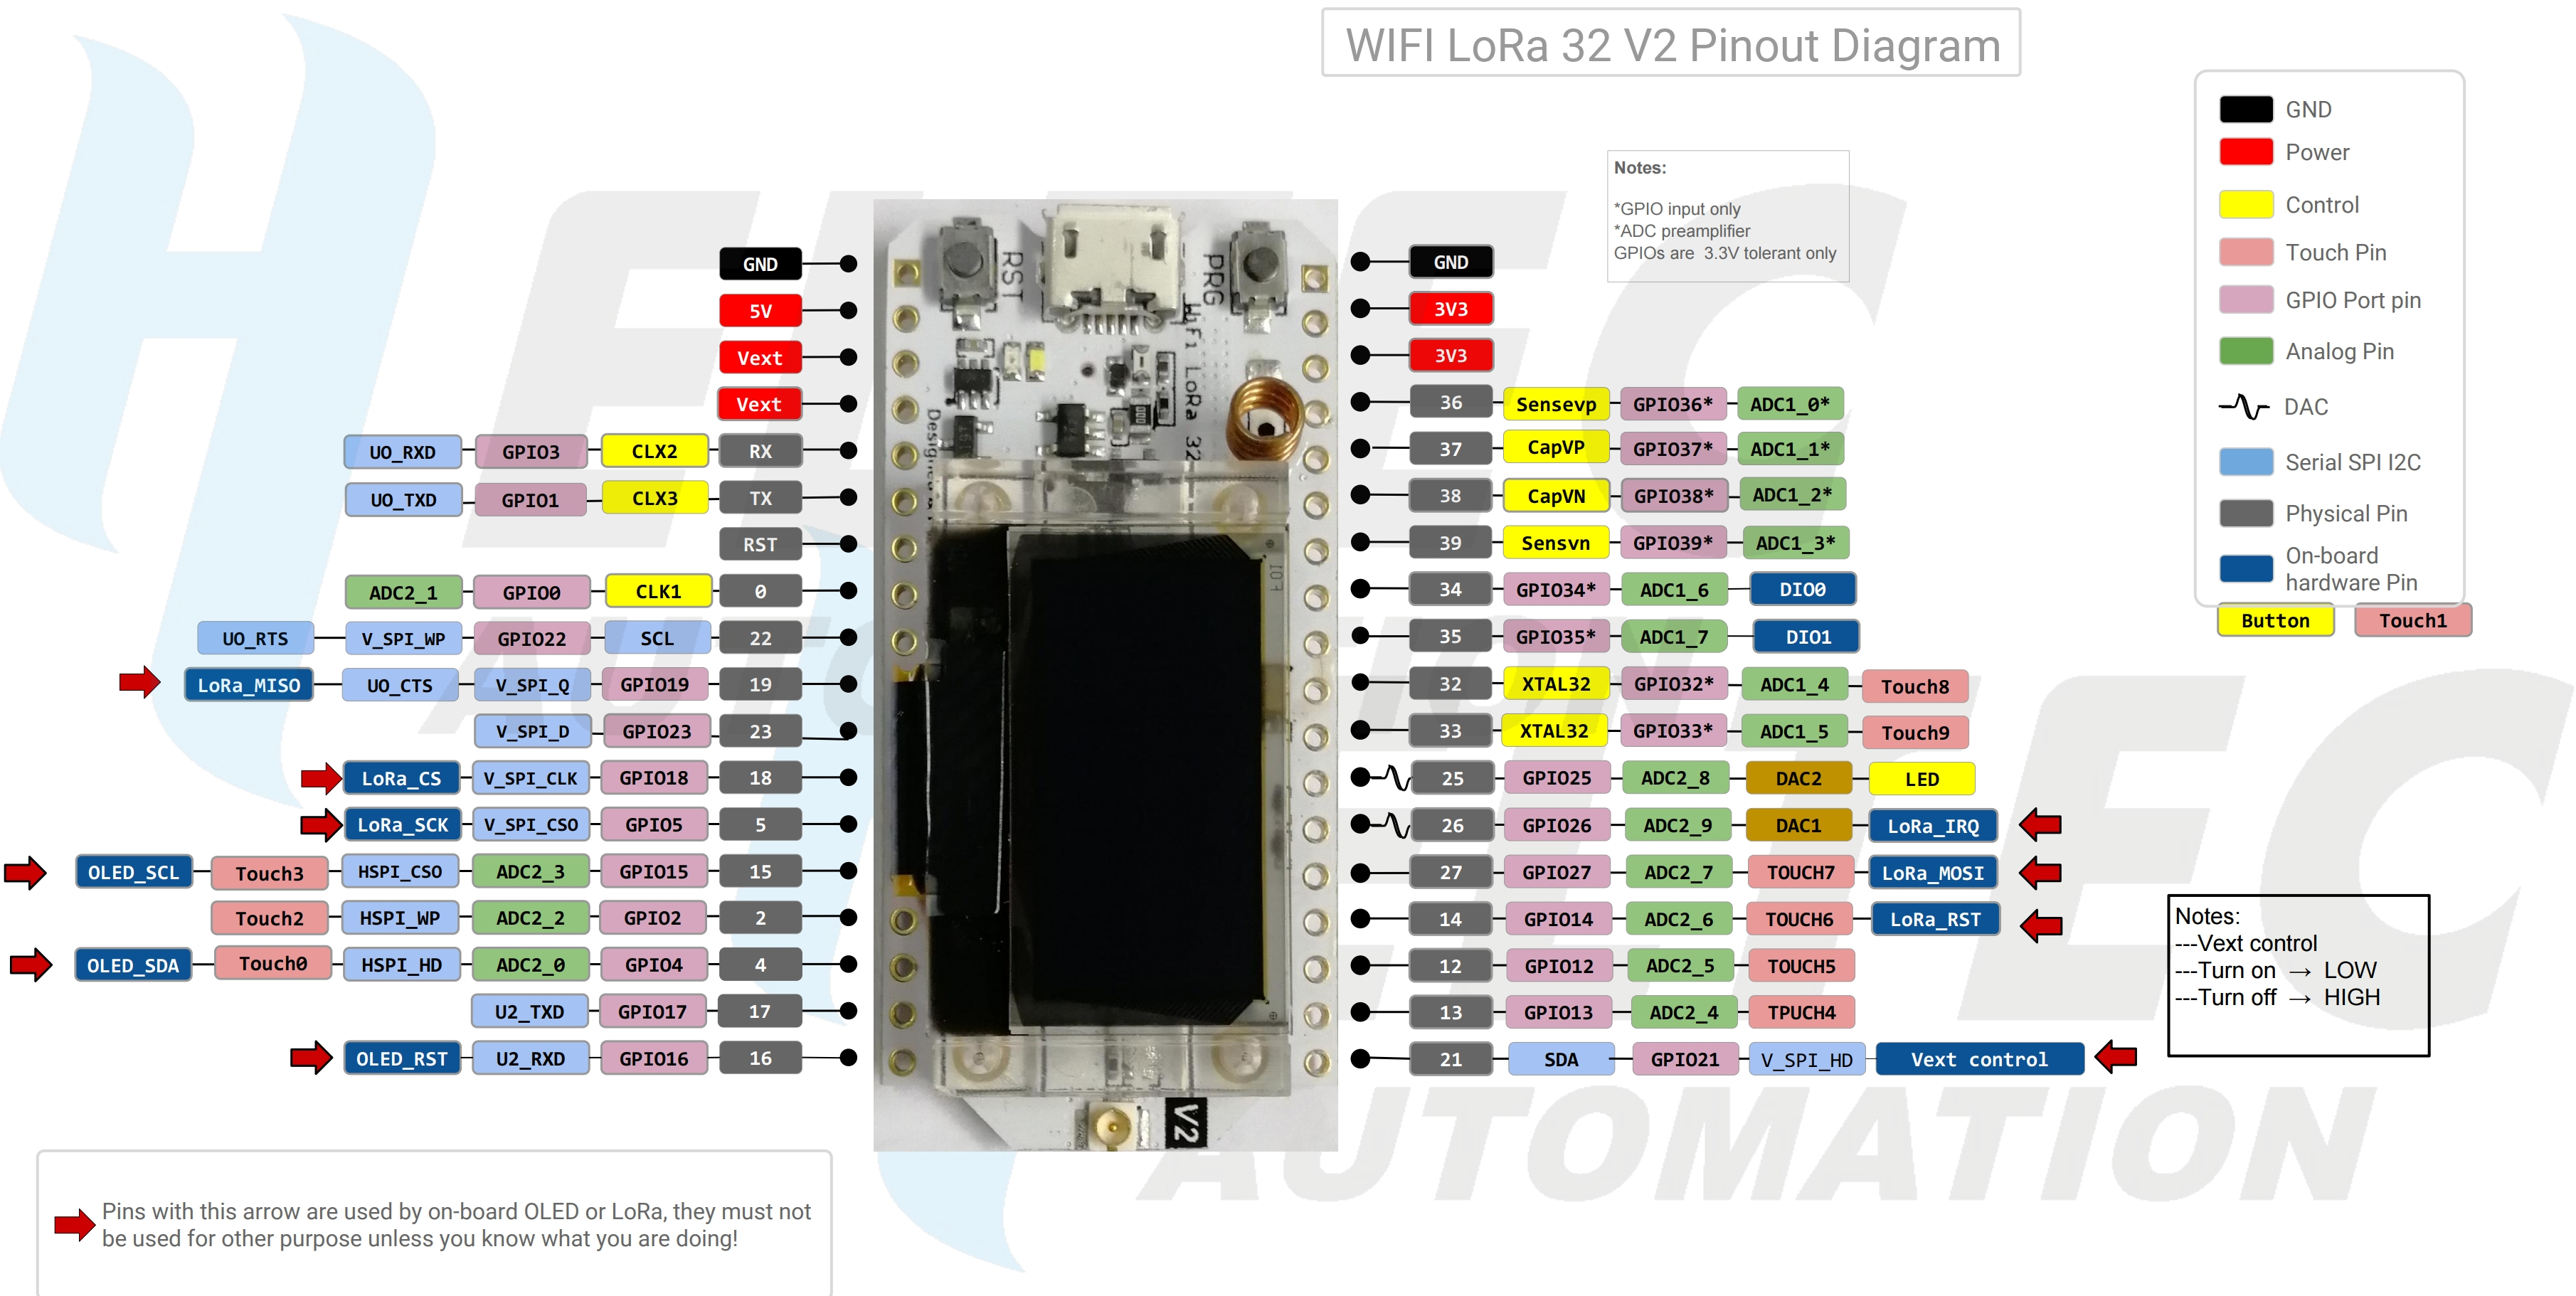 WIFI LoRa 32 V2 Pinout Diagram
GND
Power
Control
Touch Pin
GPIO Port pin
Analog Pin
DAC
Serial SPI I2C
Physical Pin
On-board
hardware Pin
Button Touch1
Notes:
*GPIO input only
*ADC preamplifier
GPIOs are 3.3V tolerant only
HELTEC
AUTOMATION
GND
5V
Vext
Vext
UO_RXD GPIO3 CLX2 RX
UO_TXD GPIO1 CLX3 TX
RST
ADC2_1 GPIO0 CLK1 0
UO_RTS V_SPI_WP GPIO22 SCL 22
LoRa_MISO UO_CTS V_SPI_Q GPIO19 19
V_SPI_D GPIO23 23
LoRa_CS V_SPI_CLK GPIO18 18
LoRa_SCK V_SPI_CSO GPIO5 5
OLED_SCL Touch3 HSPI_CSO ADC2_3 GPIO15 15
Touch2 HSPI_WP ADC2_2 GPIO2 2
OLED_SDA Touch0 HSPI_HD ADC2_0 GPIO4 4
U2_TXD GPIO17 17
OLED_RST U2_RXD GPIO16 16
RST
PRG
WiFi LoRa 32
V2
GND
3V3
3V3
36 Sensevp GPIO36* ADC1_0*
37 CapVP GPIO37* ADC1_1*
38 CapVN GPIO38* ADC1_2*
39 Sensvn GPIO39* ADC1_3*
34 GPIO34* ADC1_6 DIO0
35 GPIO35* ADC1_7 DIO1
32 XTAL32 GPIO32* ADC1_4 Touch8
33 XTAL32 GPIO33* ADC1_5 Touch9
25 GPIO25 ADC2_8 DAC2 LED
26 GPIO26 ADC2_9 DAC1 LoRa_IRQ
27 GPIO27 ADC2_7 TOUCH7 LoRa_MOSI
14 GPIO14 ADC2_6 TOUCH6 LoRa_RST
12 GPIO12 ADC2_5 TOUCH5
13 GPIO13 ADC2_4 TPUCH4
21 SDA GPIO21 V_SPI_HD Vext control
Notes:
---Vext control
---Turn on → LOW
---Turn off → HIGH
HELTEC
AUTOMATION
Pins with this arrow are used by on-board OLED or LoRa, they must not
be used for other purpose unless you know what you are doing!